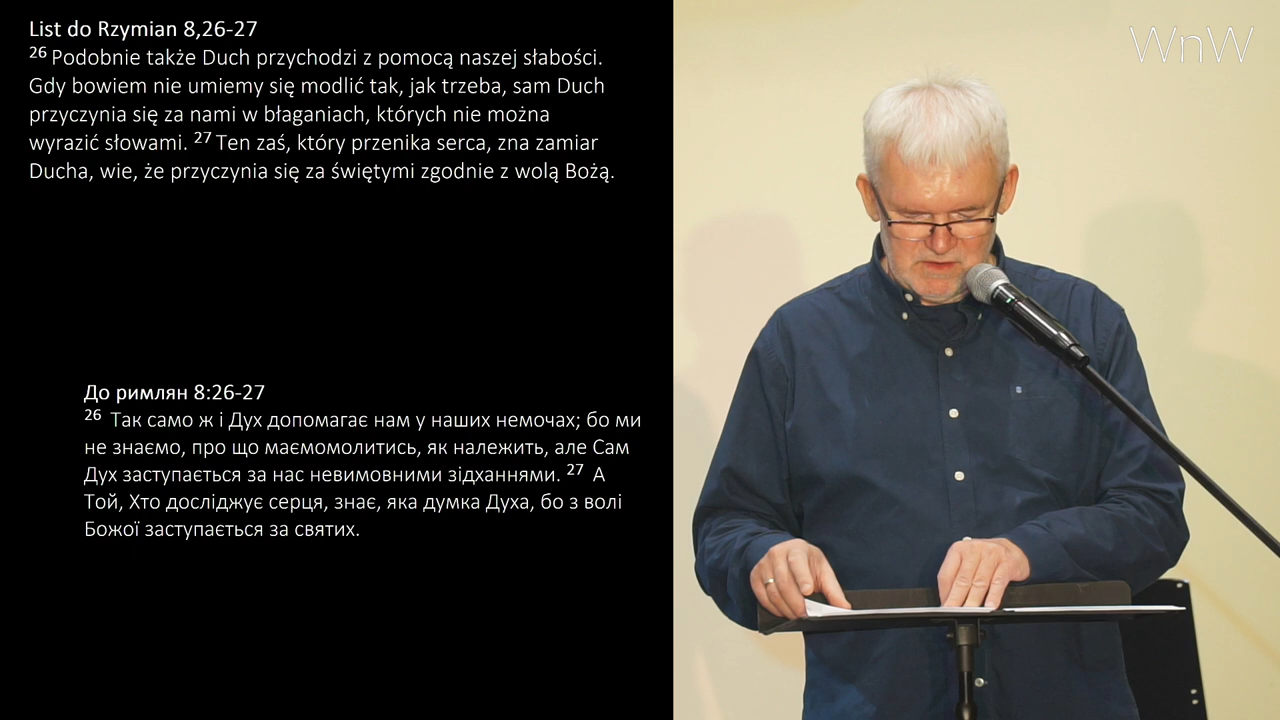 List do Rzymian 8,26-27
26 Podobnie także Duch przychodzi z pomocą naszej słabości.
Gdy bowiem nie umiemy się modlić tak, jak trzeba, sam Duch
przyczynia się za nami w błaganiach, których nie można
wyrazić słowami. 27 Ten zaś, który przenika serca, zna zamiar
Ducha, wie, że przyczynia się za świętymi zgodnie z wolą Bożą.
До римлян 8:26-27
26 Так само ж і Дух допомагає нам у наших немочах; бо ми
не знаємо, про що маємомолитись, як належить, але Сам
Дух заступається за нас невимовними зідханнями. 27 А
Той, Хто досліджує серця, знає, яка думка Духа, бо з волі
Божої заступається за святих.
WnW